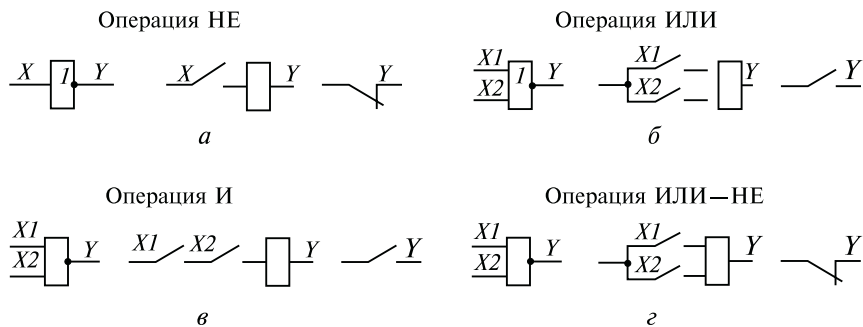 Операция НЕ
X 1 Y X Y Y
а
Операция ИЛИ
X1 X1
X2 1 Y X2 Y Y
б
Операция И
X1
X2 Y X1 X2 Y Y
в
Операция ИЛИ—НЕ
X1 X1
X2 Y X2 Y Y
г